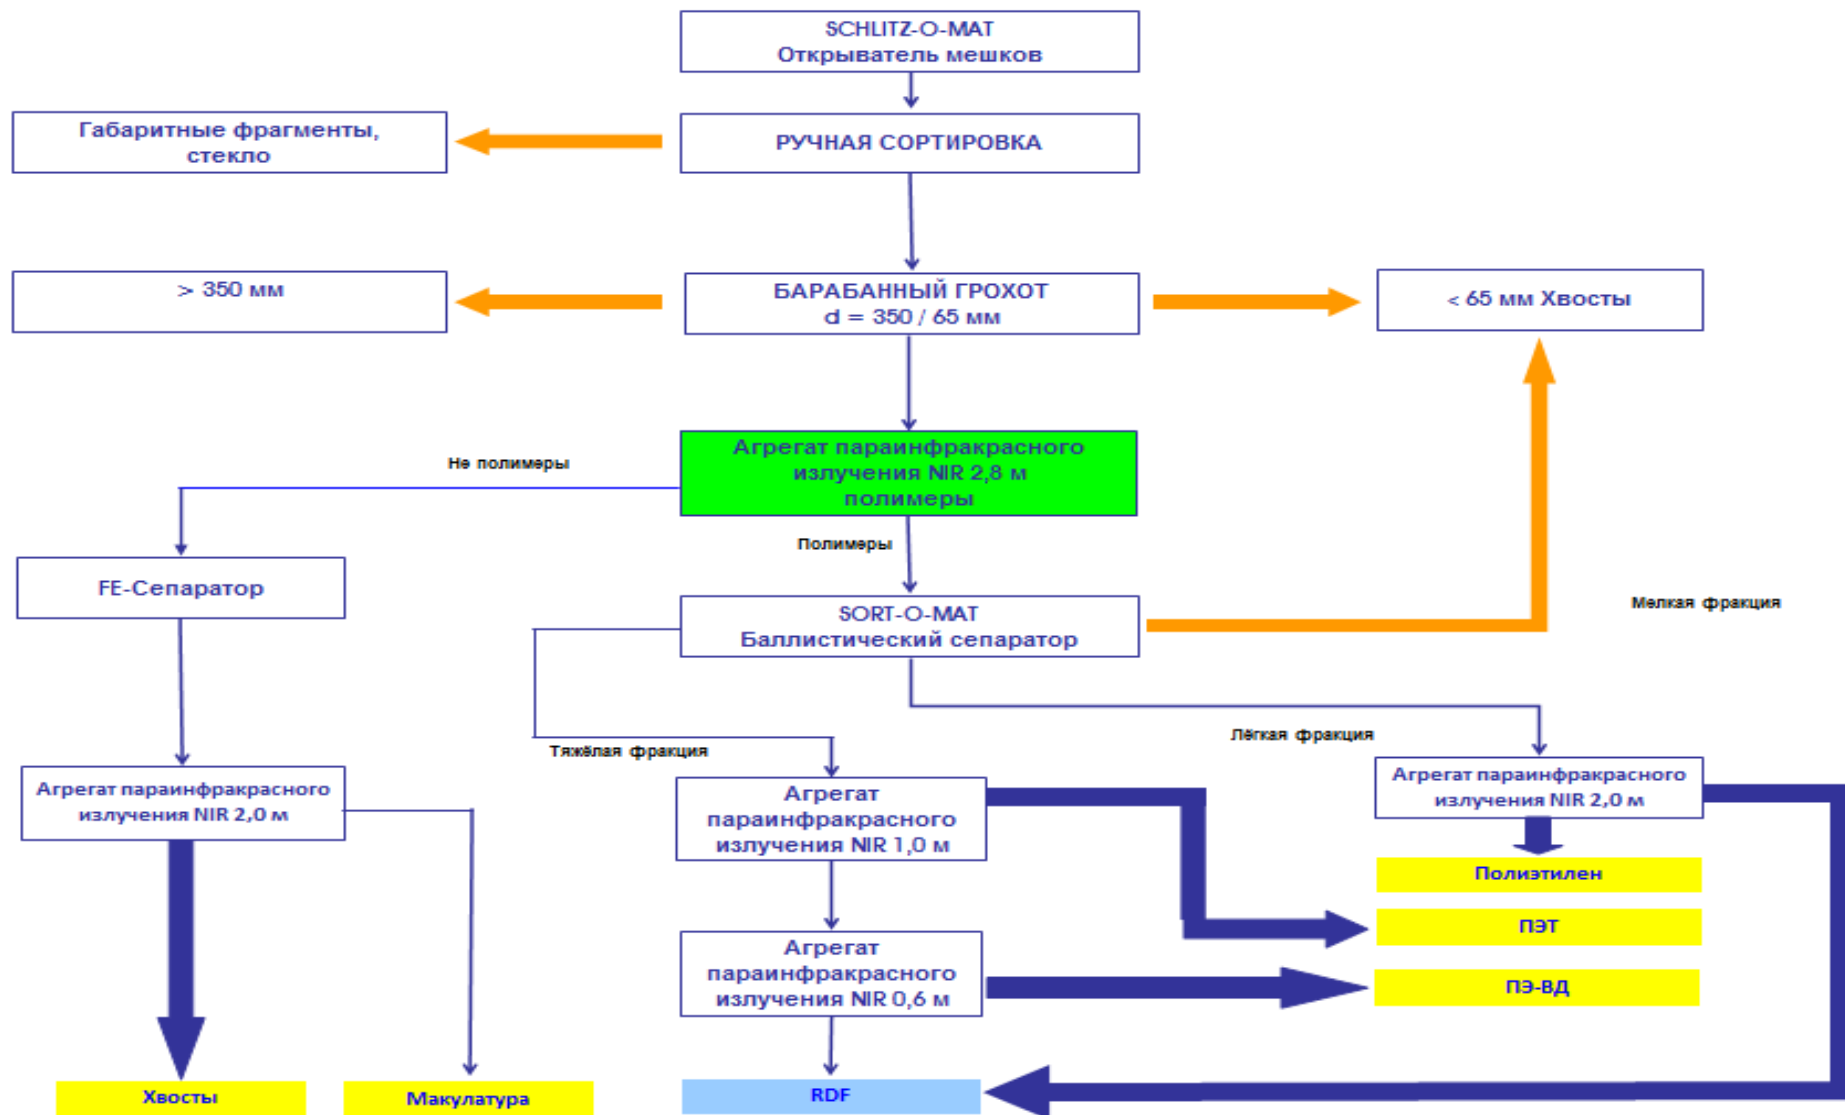 SCHLITZ-O-MAT
Открыватель мешков
Габаритные фрагменты,
стекло
РУЧНАЯ СОРТИРОВКА
> 350 мм
БАРАБАННЫЙ ГРОХОТ
d = 350 / 65 мм
< 65 мм Хвосты
Не полимеры
Агрегат параинфракрасного
излучения NIR 2,8 м
полимеры
Полимеры
FE-Сепаратор
SORT-O-MAT
Баллистический сепаратор
Мелкая фракция
Тяжёлая фракция
Лёгкая фракция
Агрегат параинфракрасного
излучения NIR 2,0 м
Агрегат
параинфракрасного
излучения NIR 1,0 м
Агрегат параинфракрасного
излучения NIR 2,0 м
Полиэтилен
ПЭТ
Агрегат
параинфракрасного
излучения NIR 0,6 м
ПЭ-ВД
Хвосты
Макулатура
RDF